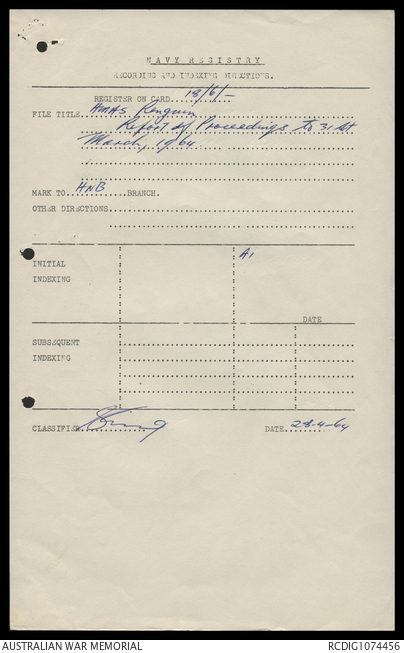 NAVY REGISTRY
RECORDING AND INDEXING DIRECTIONS.
REGISTER ON CARD 18/6/-
FILE TITLE HMAS Penguin
Report of Proceedings to 31st
March, 1964.
MARK TO HNB BRANCH.
OTHER DIRECTIONS
INITIAL
INDEXING
A1
DATE
SUBSEQUENT
INDEXING
CLASSIFIER
DATE 28-4-64
AUSTRALIAN WAR MEMORIAL
RCDIG1074456